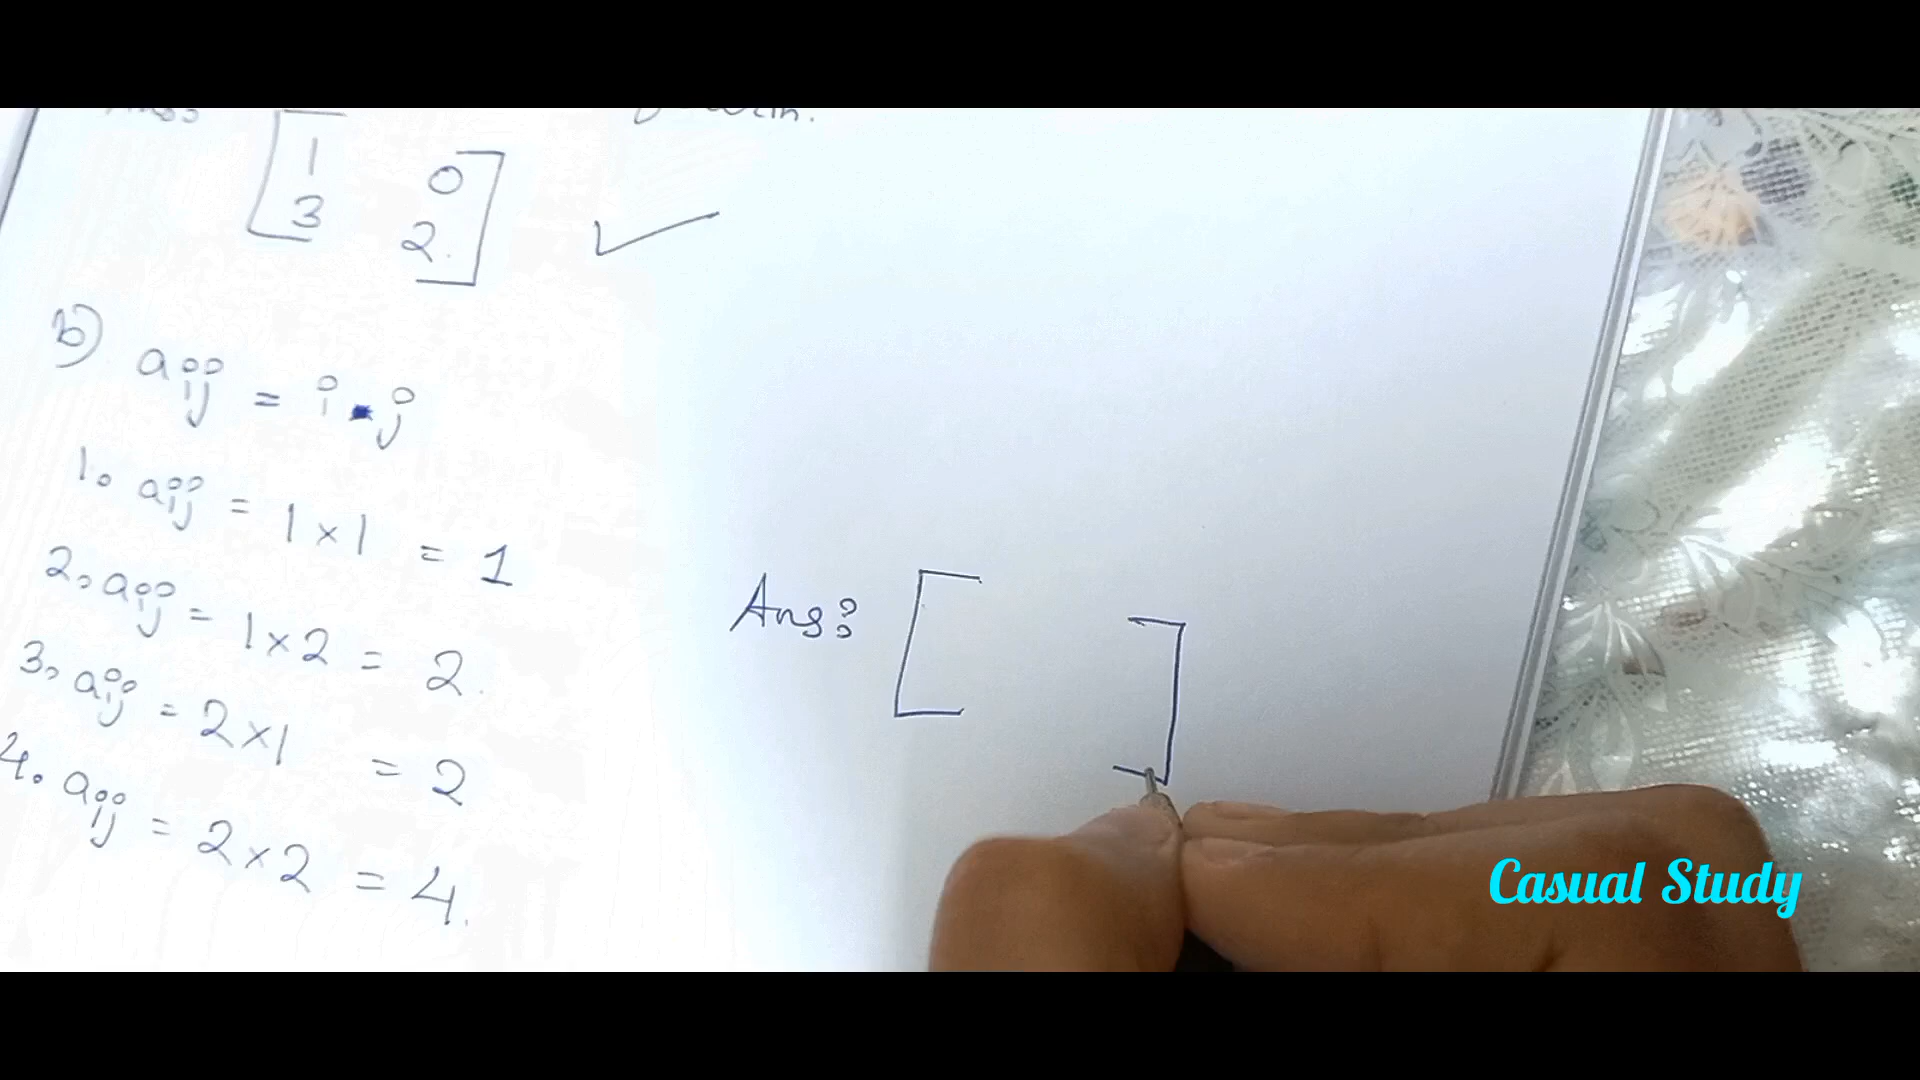 1 0
3 2.
b) aij = i · j
1. aij = 1 × 1 = 1
2. aij = 1 × 2 = 2.
3. aij = 2 × 1 = 2
4. aij = 2 × 2 = 4.
Ans:
Casual Study